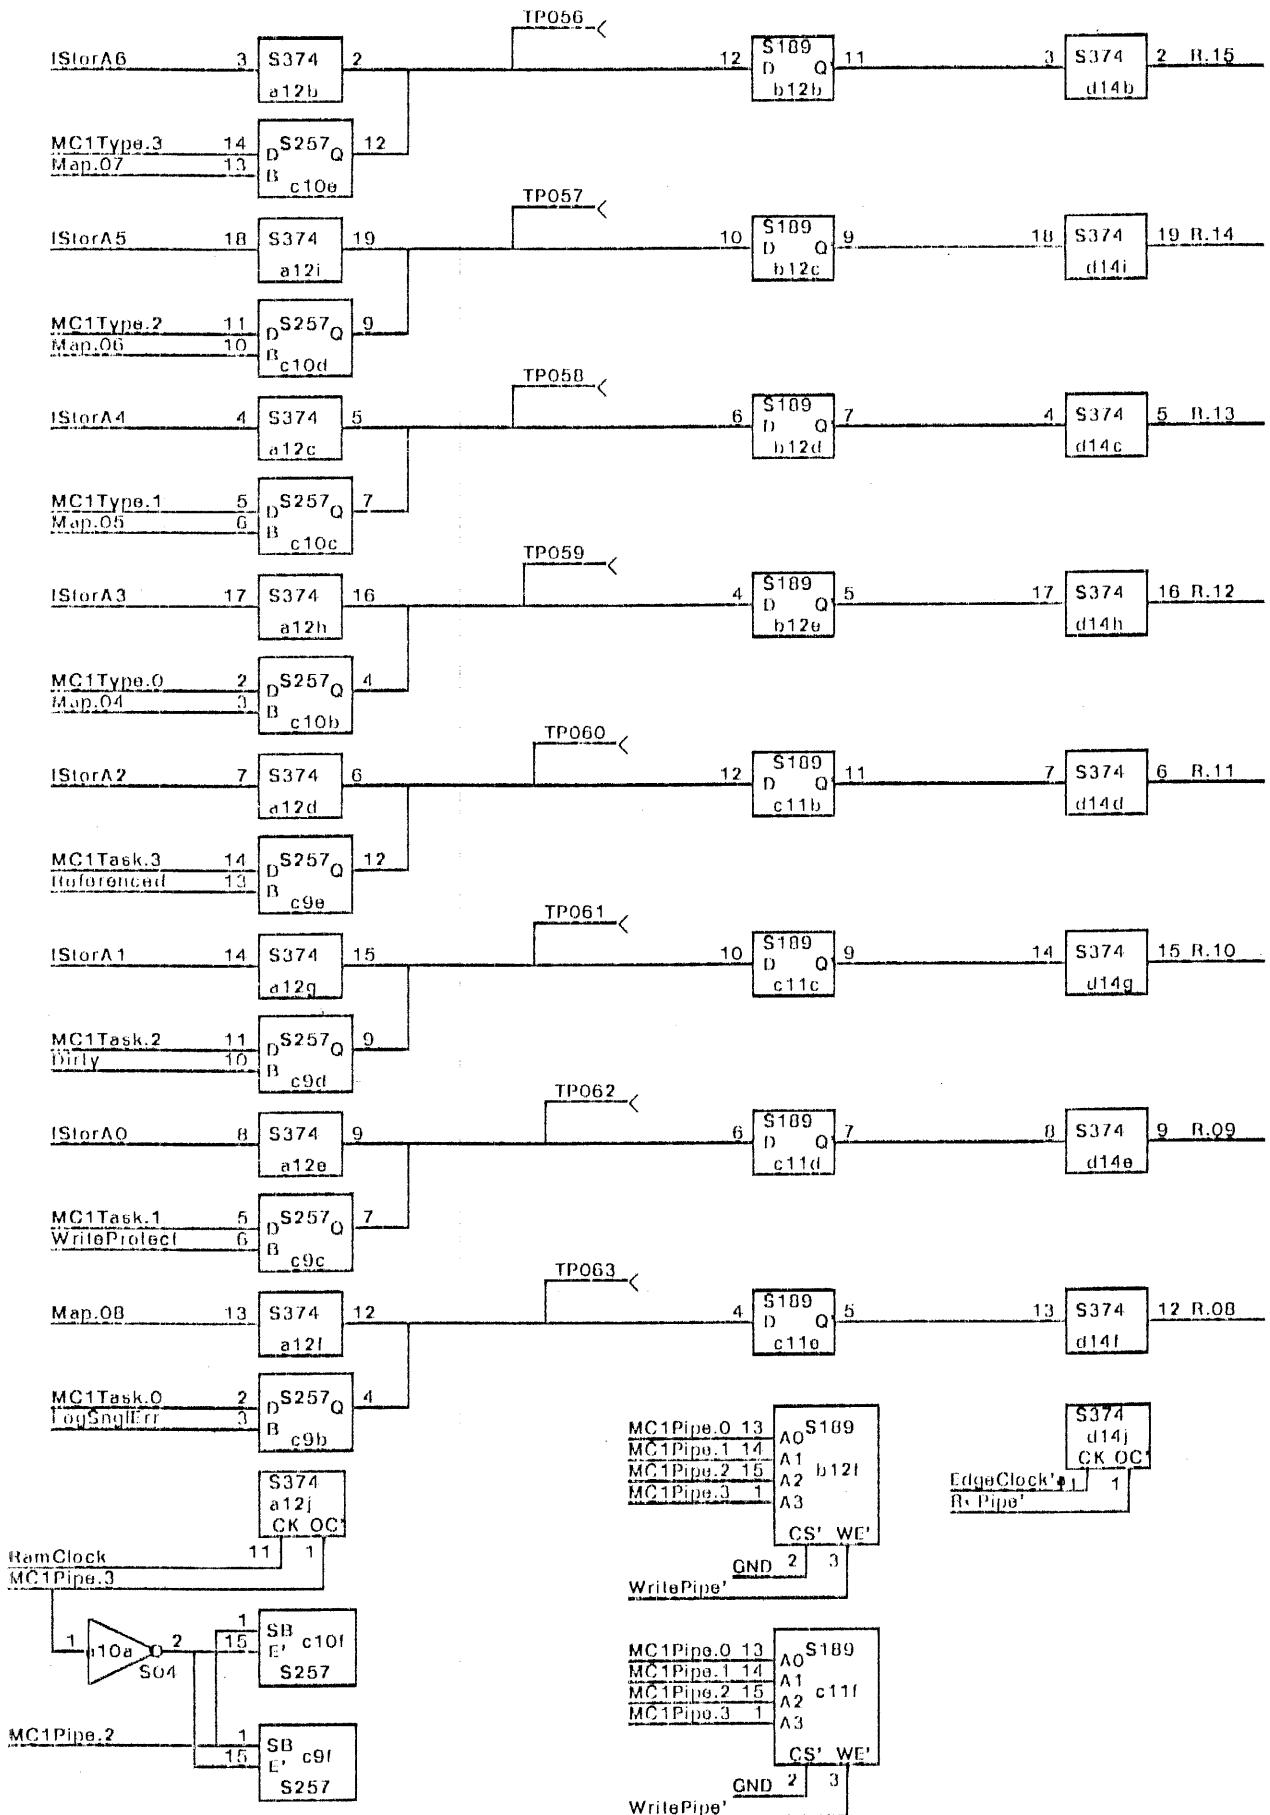 TP056
IStorA6 3 S374 2 12 S189 11 3 S374 2 R.15
D Q'
a12b b12b d14b
MC1Type.3 14 D S257 Q 12
Map.07 13 B
c10e
TP057
IStorA5 18 S374 19 10 S189 9 18 S374 19 R.14
D Q'
a12i b12c d14i
MC1Type.2 11 D S257 Q 9
Map.06 10 B
c10d
TP058
IStorA4 4 S374 5 6 S189 7 4 S374 5 R.13
D Q'
a12c b12d d14c
MC1Type.1 5 D S257 Q 7
Map.05 6 B
c10c
TP059
IStorA3 17 S374 16 4 S189 5 17 S374 16 R.12
D Q'
a12h b12e d14h
MC1Type.0 2 D S257 Q 4
Map.04 3 B
c10b
TP060
IStorA2 7 S374 6 12 S189 11 7 S374 6 R.11
D Q'
a12d c11b d14d
MC1Task.3 14 D S257 Q 12
Referenced 13 B
c9e
TP061
IStorA1 14 S374 15 10 S189 9 14 S374 15 R.10
D Q'
a12g c11c d14g
MC1Task.2 11 D S257 Q 9
Dirty 10 B
c9d
TP062
IStorA0 8 S374 9 6 S189 7 8 S374 9 R.09
D Q'
a12e c11d d14e
MC1Task.1 5 D S257 Q 7
WriteProtect 6 B
c9c
TP063
Map.08 13 S374 12 4 S189 5 13 S374 12 R.08
D Q'
a12f c11e d14f
MC1Task.0 2 D S257 Q 4
LogSnglErr 3 B
c9b
S374
a12j
CK OC'
RamClock 11 1
MC1Pipe.3
1 2
S04
1 SB c10f
15 E'
S257
MC1Pipe.2 1 SB c9f
15 E'
S257
MC1Pipe.0 13 A0 S189
MC1Pipe.1 14 A1
MC1Pipe.2 15 A2 b12f
MC1Pipe.3 1 A3
CS' WE'
GND 2 3
WritePipe'
S374
d14j
CK OC'
1
MC1Pipe.0 13 A0 S189
MC1Pipe.1 14 A1
MC1Pipe.2 15 A2 c11f
MC1Pipe.3 1 A3
CS' WE'
GND 2 3
WritePipe'